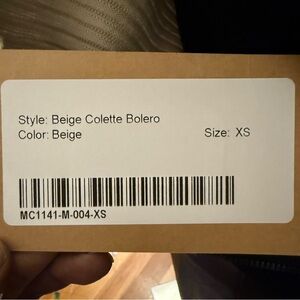 Style: Beige Colette Bolero
Color: Beige Size: XS
MC1141-M-004-XS